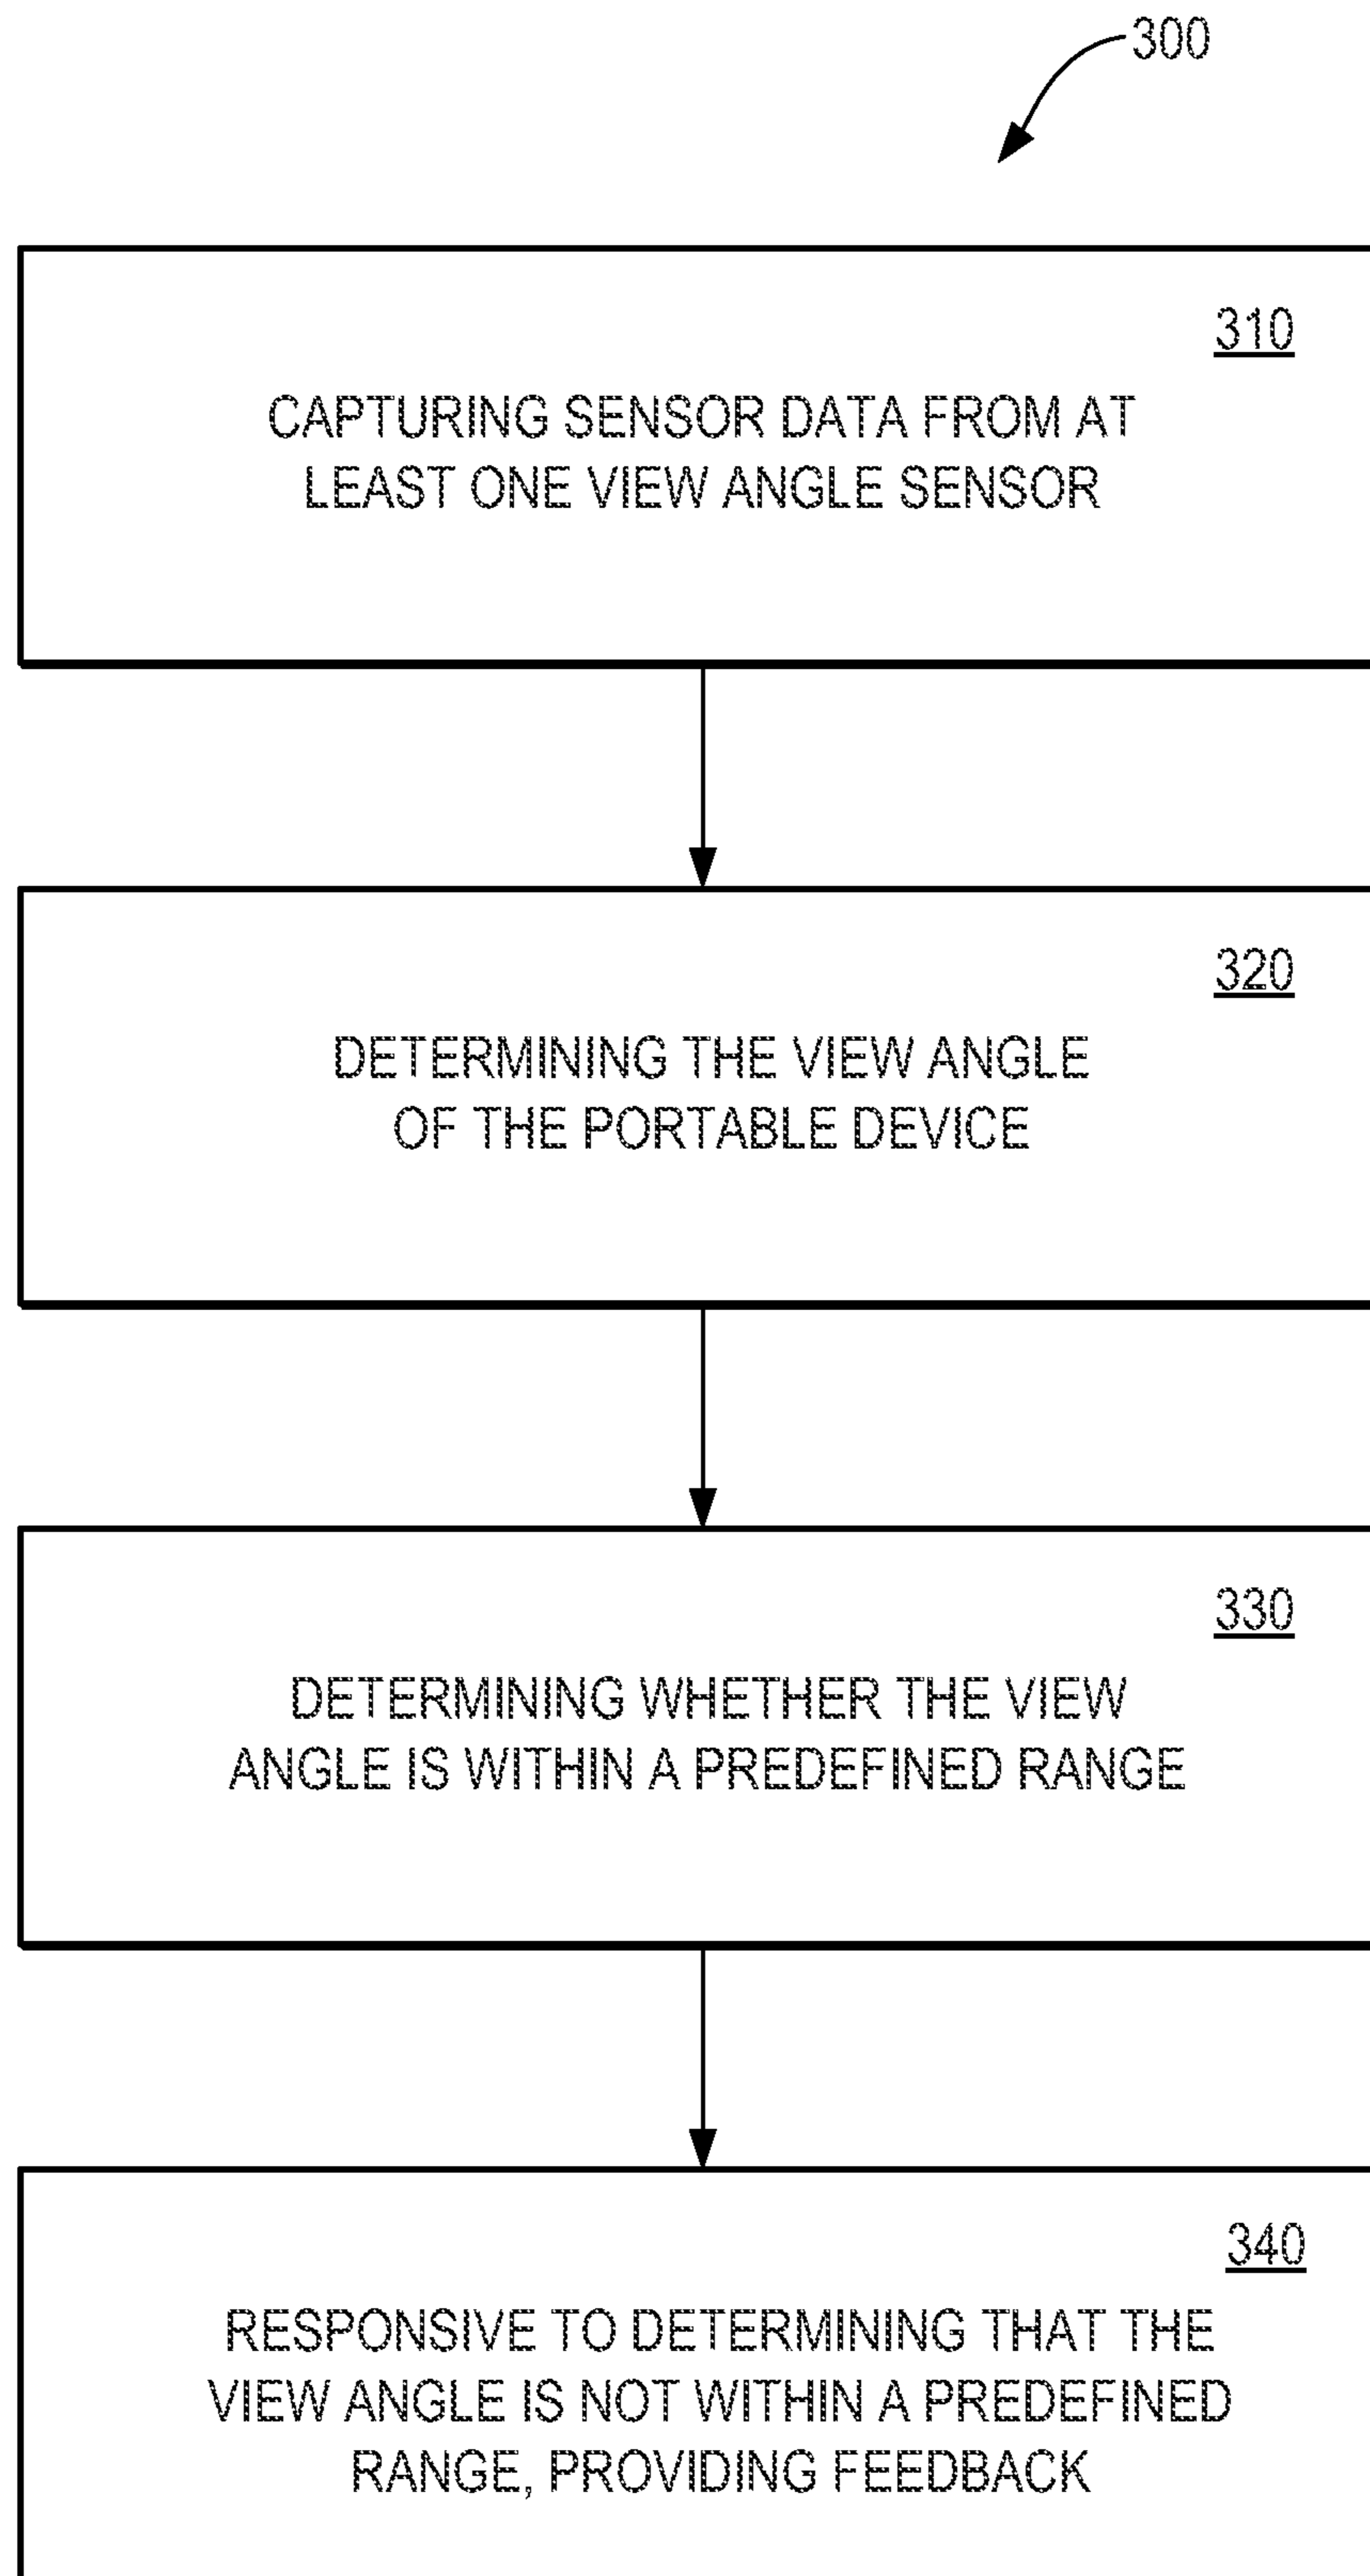 300
310
CAPTURING SENSOR DATA FROM AT
LEAST ONE VIEW ANGLE SENSOR
320
DETERMINING THE VIEW ANGLE
OF THE PORTABLE DEVICE
330
DETERMINING WHETHER THE VIEW
ANGLE IS WITHIN A PREDEFINED RANGE
340
RESPONSIVE TO DETERMINING THAT THE
VIEW ANGLE IS NOT WITHIN A PREDEFINED
RANGE, PROVIDING FEEDBACK